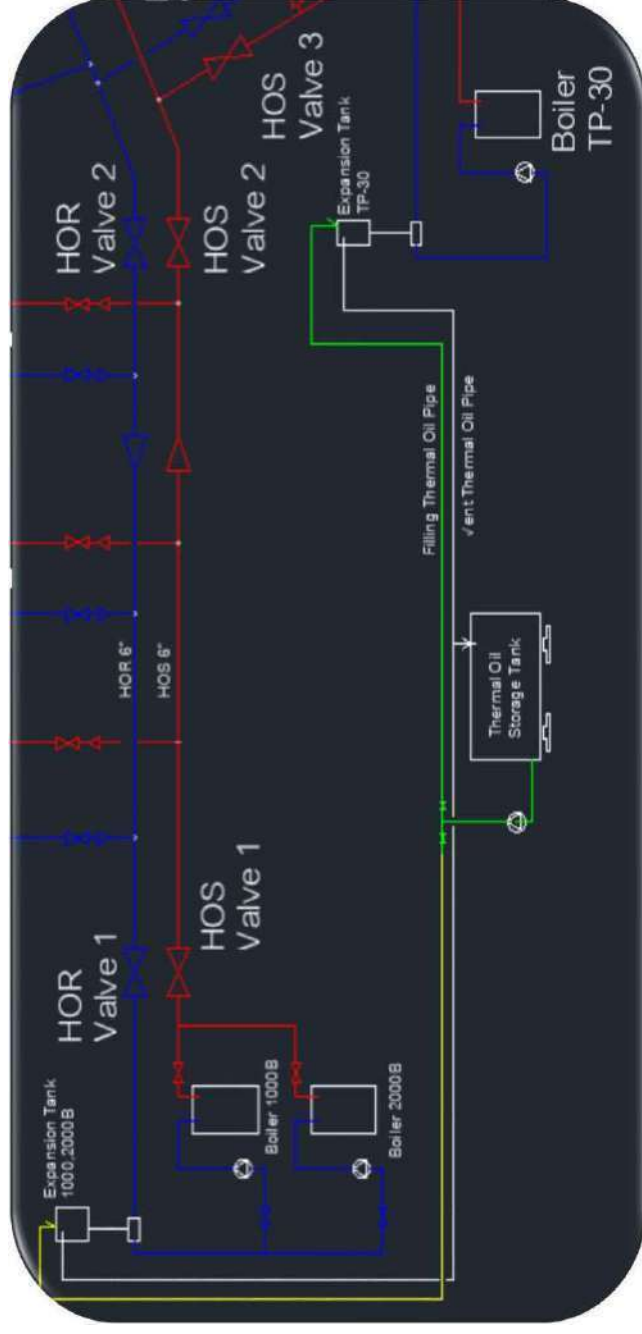 Expansion Tank
1000,2000B
HOR
Valve 1
HOS
Valve 1
Boiler 1000B
Boiler 2000B
HOR 6"
HOS 6"
HOR
Valve 2
HOS
Valve 2
HOS
Valve 3
Expansion Tank
TP-30
Boiler
TP-30
Filling Thermal Oil Pipe
Vent Thermal Oil Pipe
Thermal Oil
Storage Tank